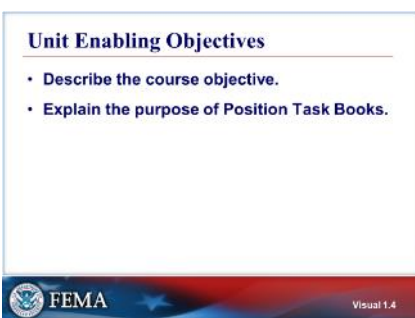 Unit Enabling Objectives
• Describe the course objective.
• Explain the purpose of Position Task Books.
FEMA
Visual 1.4